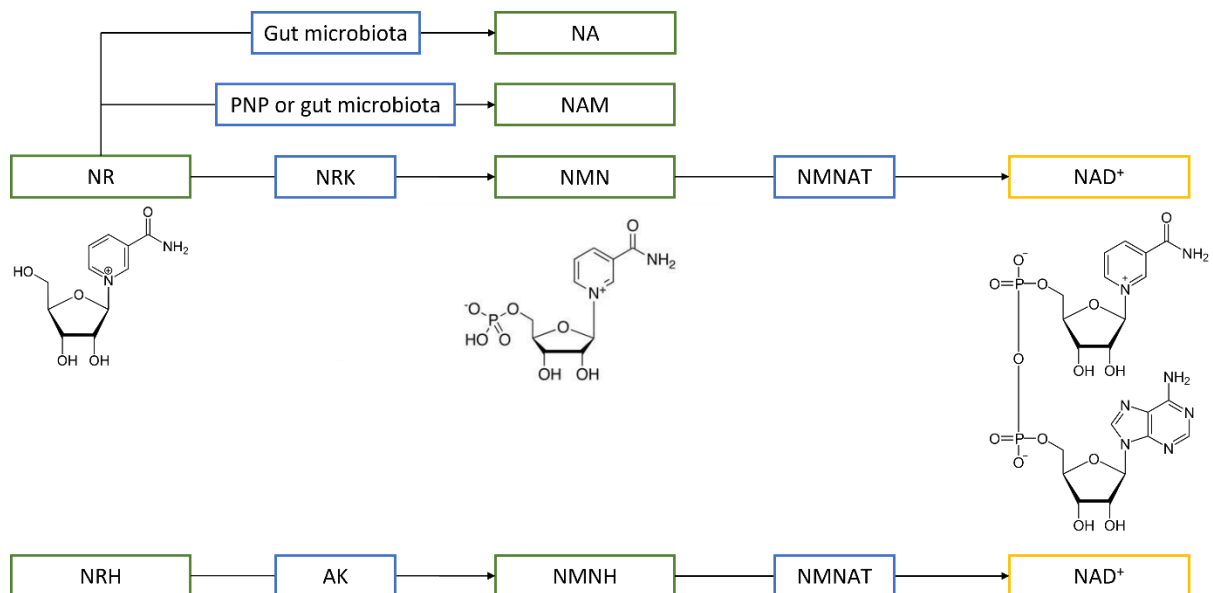 Gut microbiota
NA
PNP or gut microbiota
NAM
NR
NRK
NMN
NMNAT
NAD⁺
O
NH₂
N
⊕
HO
O
OH
OH
O
NH₂
N⁺
⁻O
O
P
HO
O
O
OH
OH
O
NH₂
N⁺
O⁻
O
P
O
O
OH
OH
O
NH₂
N
N
N
N
O
P
O
O⁻
O
OH
OH
NRH
AK
NMNH
NMNAT
NAD⁺